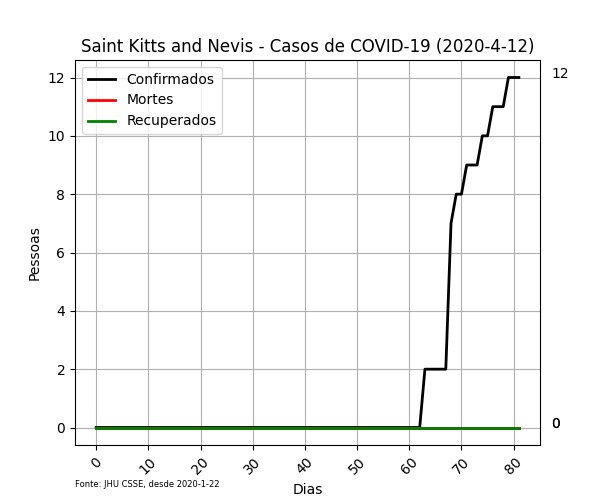 Saint Kitts and Nevis - Casos de COVID-19 (2020-4-12)
Confirmados
Mortes
Recuperados
12
10
8
6
4
2
0
Pessoas
12
0
0 10 20 30 40 50 60 70 80
Dias
Fonte: JHU CSSE, desde 2020-1-22